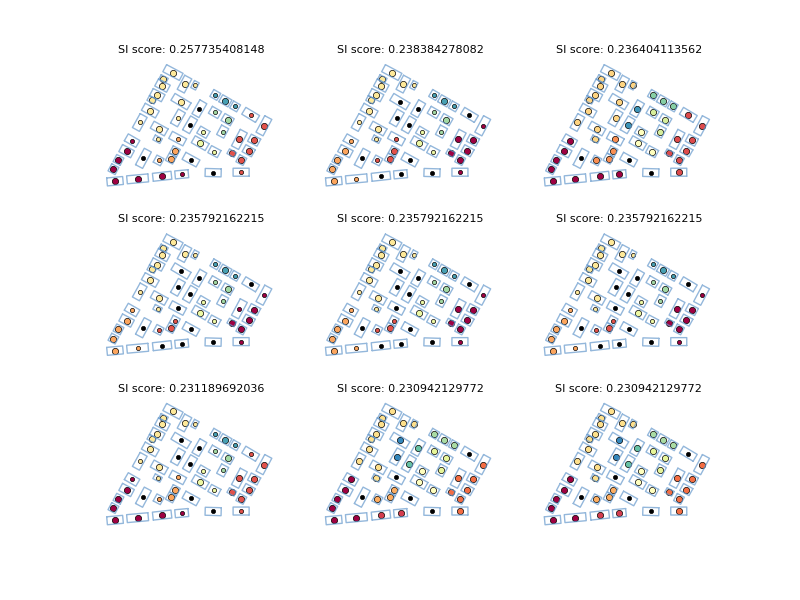 SI score: 0.257735408148
SI score: 0.238384278082
SI score: 0.236404113562
SI score: 0.235792162215
SI score: 0.235792162215
SI score: 0.235792162215
SI score: 0.231189692036
SI score: 0.230942129772
SI score: 0.230942129772